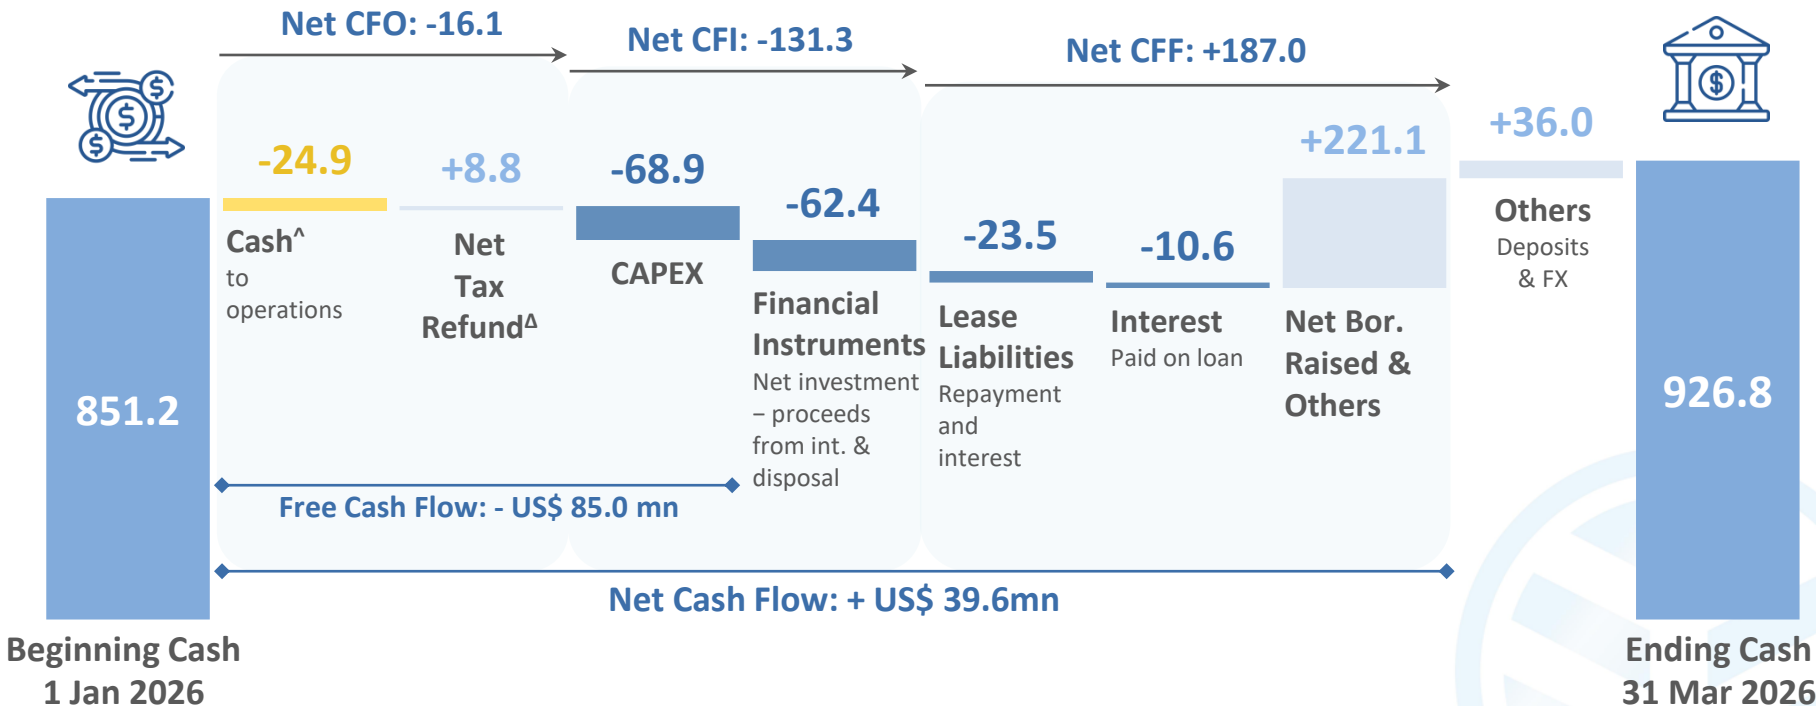 Net CFO: -16.1
Net CFI: -131.3
Net CFF: +187.0
-24.9
Cash^
to
operations
+8.8
Net
Tax
RefundΔ
-68.9
CAPEX
-62.4
Financial
Instruments
Net investment
– proceeds
from int. &
disposal
-23.5
Lease
Liabilities
Repayment
and
interest
-10.6
Interest
Paid on loan
+221.1
Net Bor.
Raised &
Others
+36.0
Others
Deposits
& FX
851.2
926.8
Free Cash Flow: - US$ 85.0 mn
Net Cash Flow: + US$ 39.6mn
Beginning Cash
1 Jan 2026
Ending Cash
31 Mar 2026